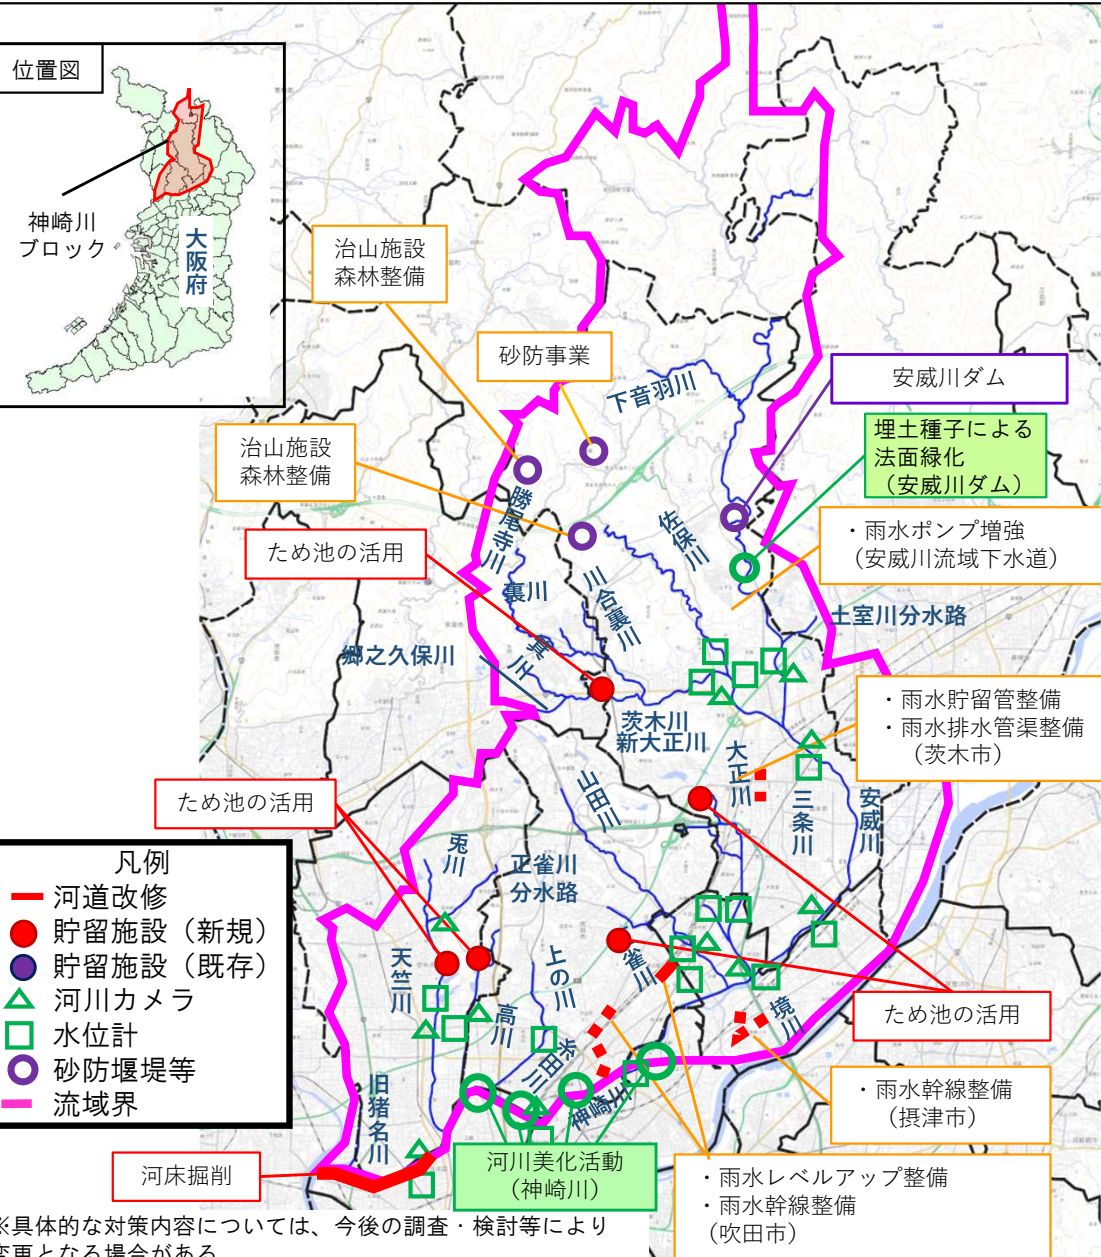 位置図
神崎川
ブロック
大阪府
治山施設
森林整備
砂防事業
下音羽川
安威川ダム
埋土種子による
法面緑化
（安威川ダム）
治山施設
森林整備
勝尾寺川
佐保川
・雨水ポンプ増強
（安威川流域下水道）
ため池の活用
裏川
川合裏川
土室川分水路
郷之久保川
箕川
茨木川
新大正川
・雨水貯留管整備
・雨水排水管渠整備
（茨木市）
大正川
三条川
安威川
山田川
ため池の活用
兎川
正雀川
分水路
凡例
河道改修
貯留施設（新規）
貯留施設（既存）
河川カメラ
水位計
砂防堰堤等
流域界
天竺川
上の川
雀川
高川
境川
ため池の活用
旧猪名川
神崎川
・雨水幹線整備
（摂津市）
河床掘削
河川美化活動
（神崎川）
・雨水レベルアップ整備
・雨水幹線整備
（吹田市）
※具体的な対策内容については、今後の調査・検討等により
変更となる場合がある